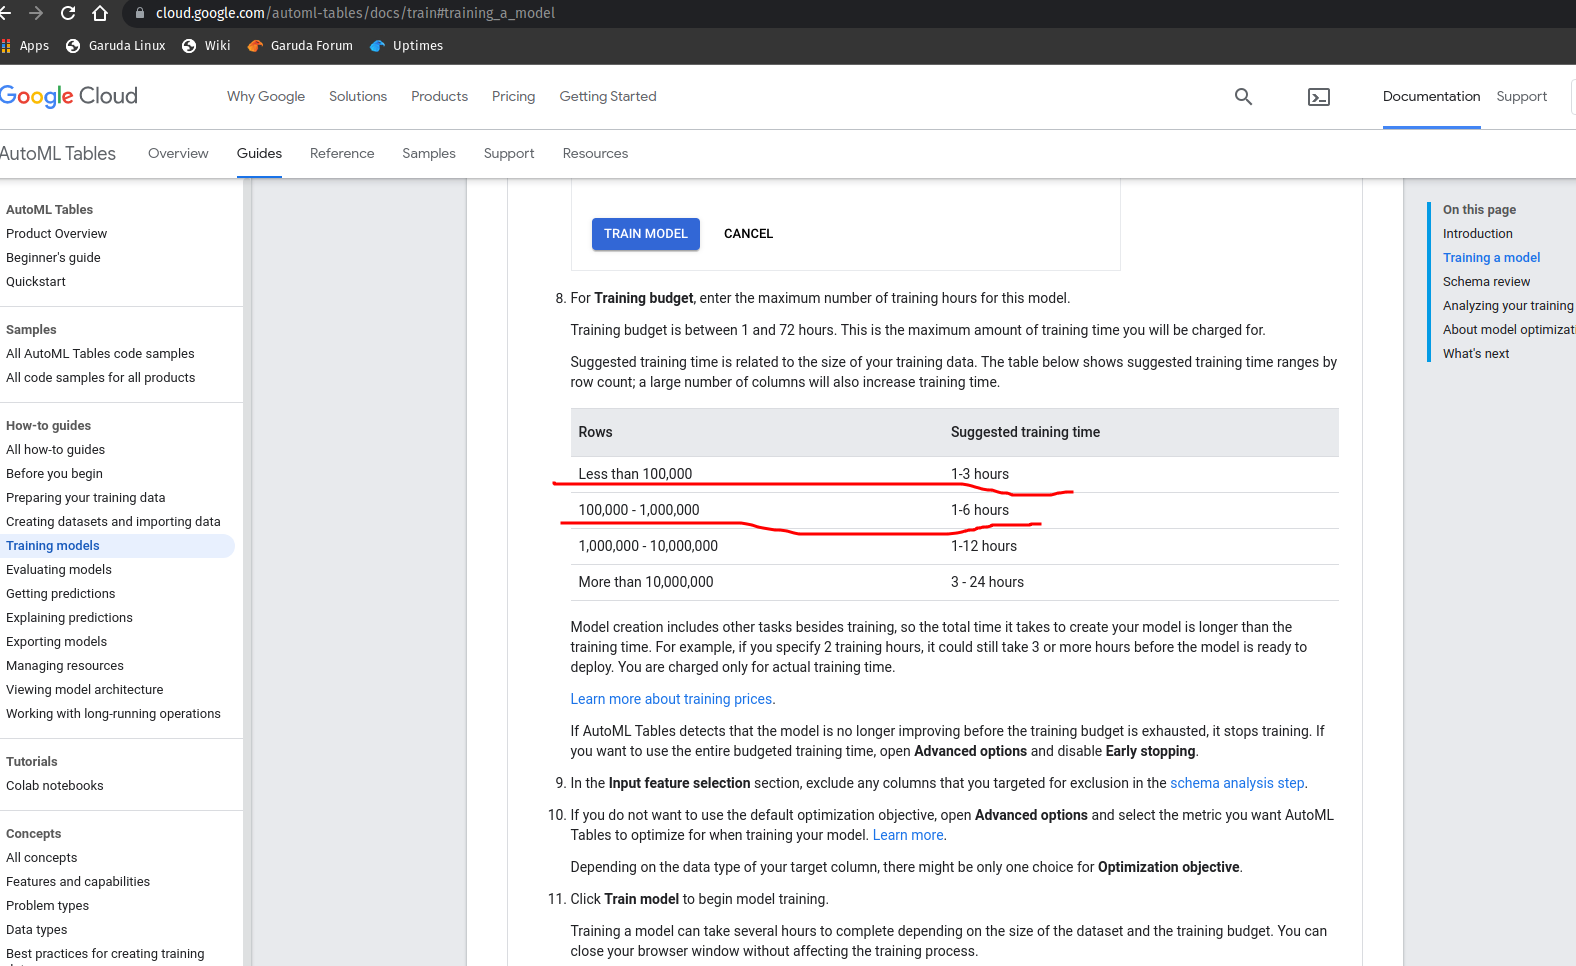 cloud.google.com/automl-tables/docs/train#training_a_model
Apps Garuda Linux Wiki Garuda Forum Uptimes
Google Cloud Why Google Solutions Products Pricing Getting Started Documentation Support
AutoML Tables Overview Guides Reference Samples Support Resources
AutoML Tables
Product Overview
Beginner's guide
Quickstart
Samples
All AutoML Tables code samples
All code samples for all products
How-to guides
All how-to guides
Before you begin
Preparing your training data
Creating datasets and importing data
Training models
Evaluating models
Getting predictions
Explaining predictions
Exporting models
Managing resources
Viewing model architecture
Working with long-running operations
Tutorials
Colab notebooks
Concepts
All concepts
Features and capabilities
Problem types
Data types
Best practices for creating training
TRAIN MODEL CANCEL
8. For Training budget, enter the maximum number of training hours for this model.
Training budget is between 1 and 72 hours. This is the maximum amount of training time you will be charged for.
Suggested training time is related to the size of your training data. The table below shows suggested training time ranges by
row count; a large number of columns will also increase training time.
Rows Suggested training time
Less than 100,000 1-3 hours
100,000 - 1,000,000 1-6 hours
1,000,000 - 10,000,000 1-12 hours
More than 10,000,000 3 - 24 hours
Model creation includes other tasks besides training, so the total time it takes to create your model is longer than the
training time. For example, if you specify 2 training hours, it could still take 3 or more hours before the model is ready to
deploy. You are charged only for actual training time.
Learn more about training prices.
If AutoML Tables detects that the model is no longer improving before the training budget is exhausted, it stops training. If
you want to use the entire budgeted training time, open Advanced options and disable Early stopping.
9. In the Input feature selection section, exclude any columns that you targeted for exclusion in the schema analysis step.
10. If you do not want to use the default optimization objective, open Advanced options and select the metric you want AutoML
Tables to optimize for when training your model. Learn more.
Depending on the data type of your target column, there might be only one choice for Optimization objective.
11. Click Train model to begin model training.
Training a model can take several hours to complete depending on the size of the dataset and the training budget. You can
close your browser window without affecting the training process.
On this page
Introduction
Training a model
Schema review
Analyzing your training
About model optimizat
What's next